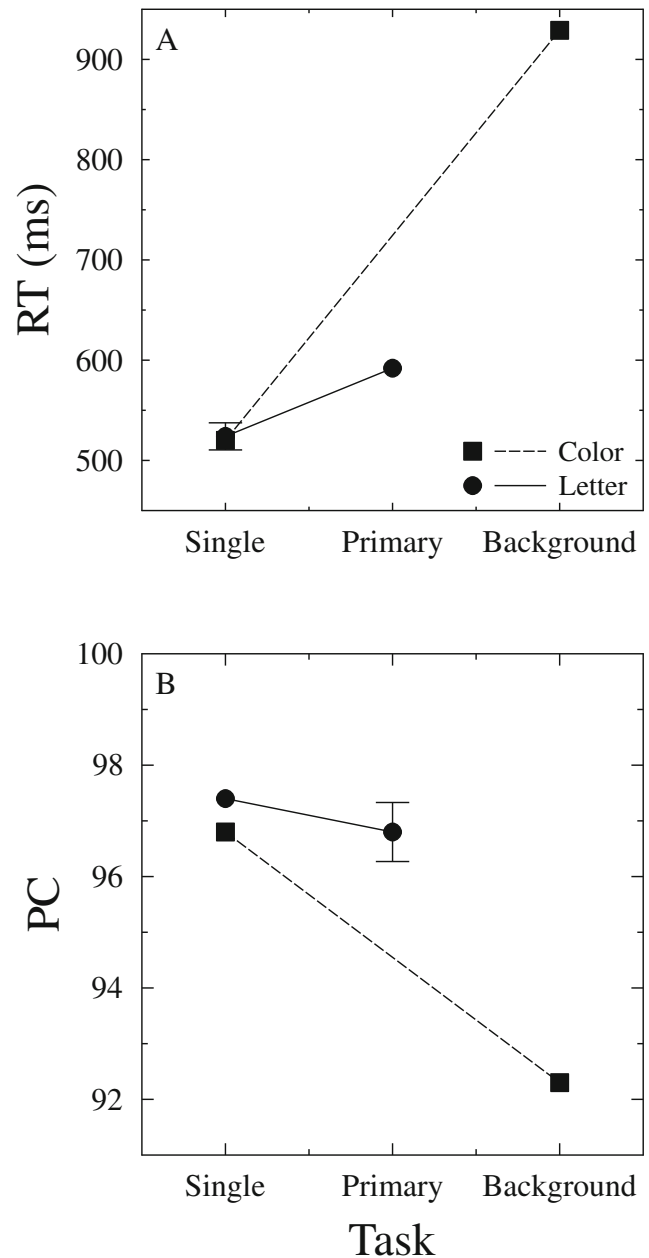 A
900
800
700
600
500
RT (ms)
Color
Letter
Single Primary Background
100
B
98
96
94
92
PC
Single Primary Background
Task